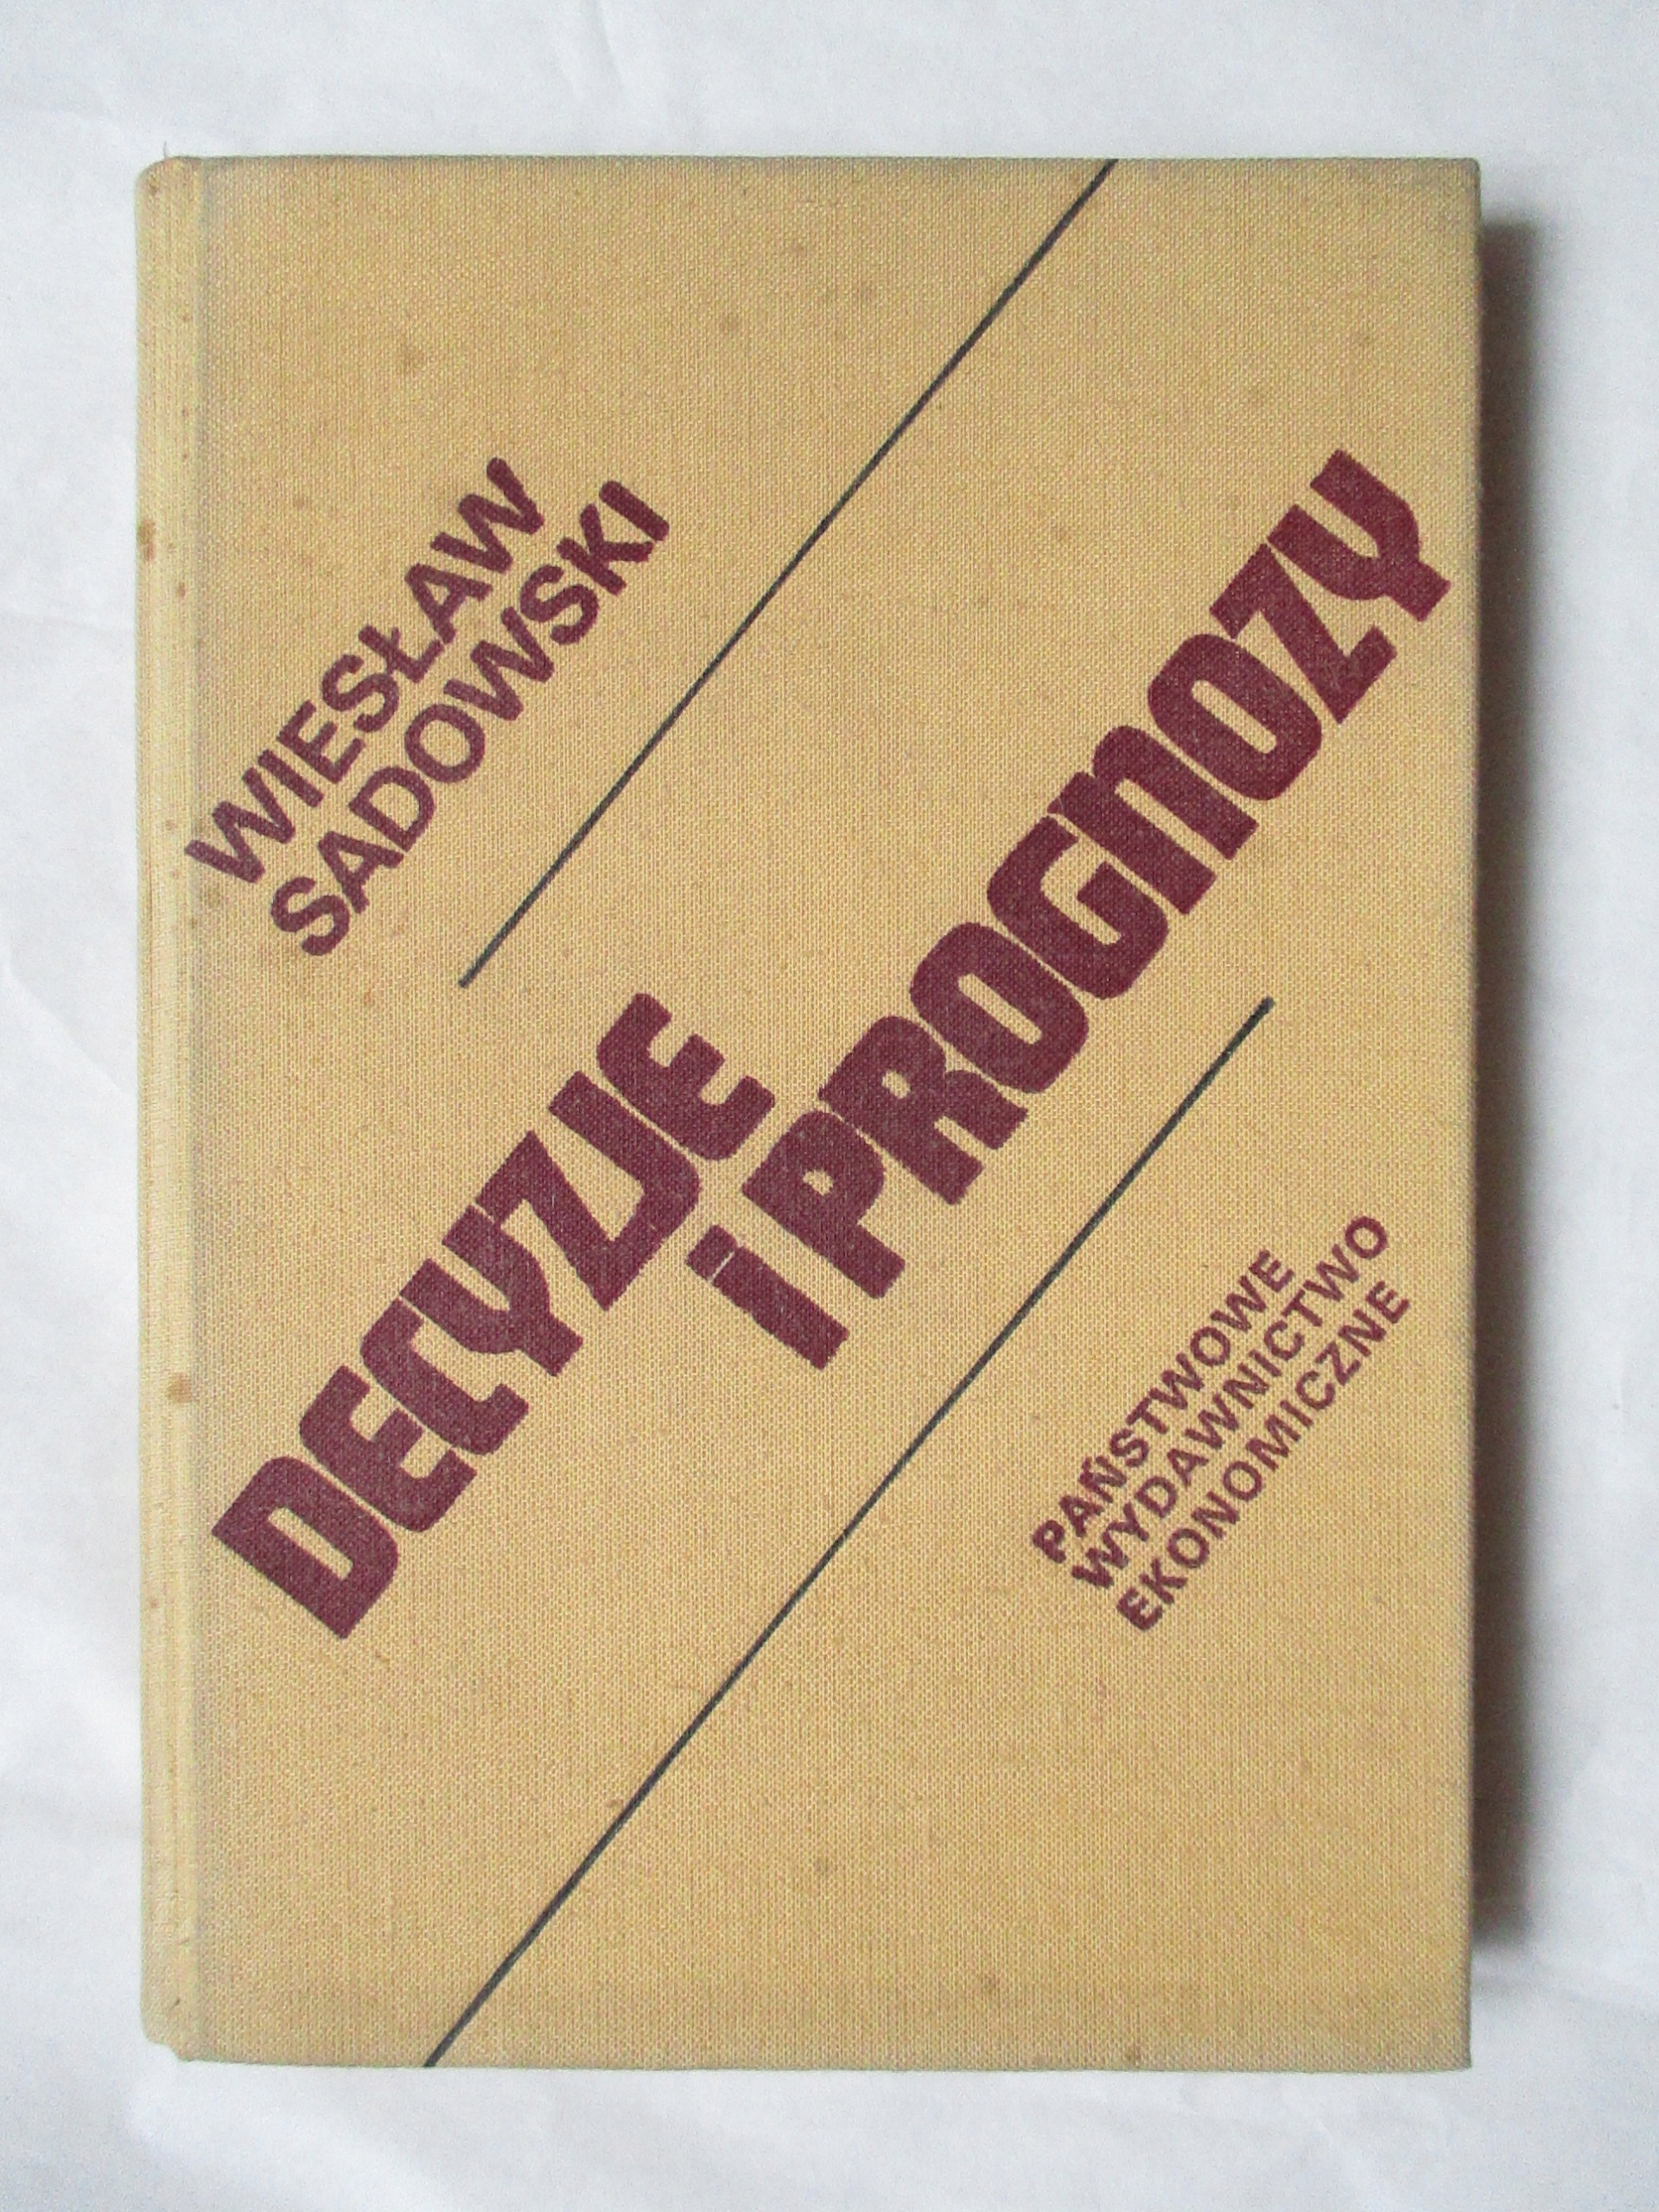 WIESŁAW
SADOWSKI
DECYZJE
i PROGNOZY
PAŃSTWOWE
WYDAWNICTWO
EKONOMICZNE